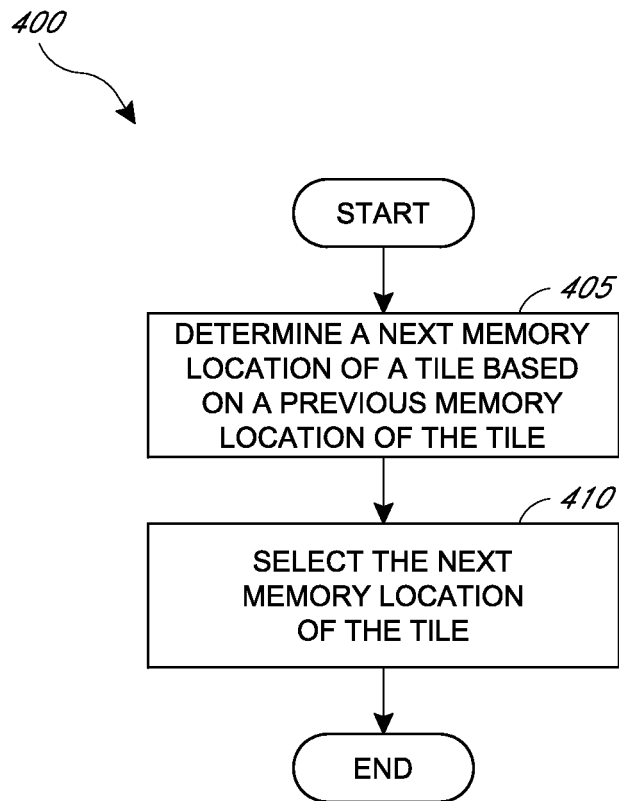 400
START
405
DETERMINE A NEXT MEMORY
LOCATION OF A TILE BASED
ON A PREVIOUS MEMORY
LOCATION OF THE TILE
410
SELECT THE NEXT
MEMORY LOCATION
OF THE TILE
END